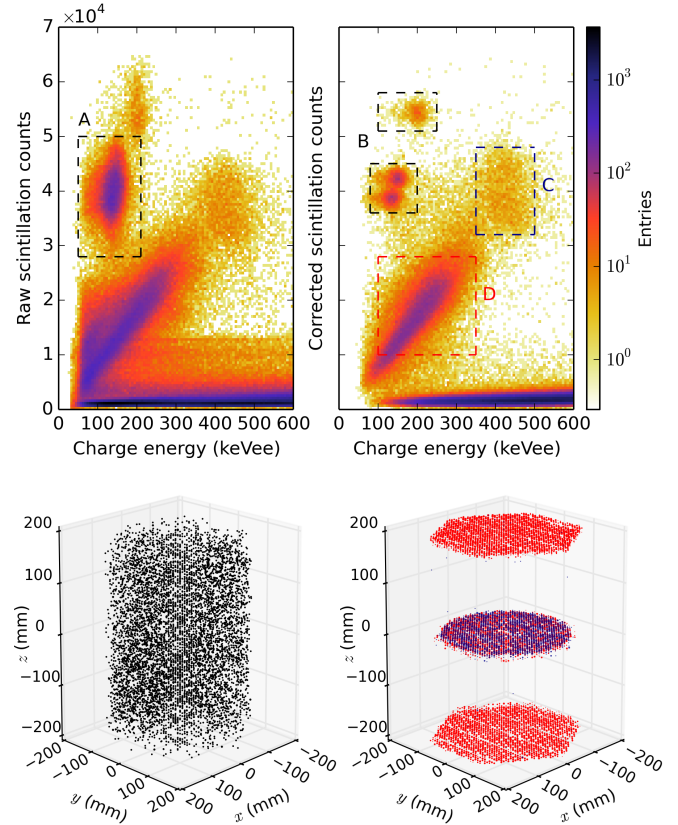 ×10⁴
7
6
5
4
3
2
1
0
Raw scintillation counts
A
0 100 200 300 400 500 600
Charge energy (keVee)
Corrected scintillation counts
B
C
D
0 100 200 300 400 500 600
Charge energy (keVee)
10³
10²
10¹
10⁰
Entries
200
100
0
−100
−200
z (mm)
−200
−100
0
100
200
y (mm)
−200
−100
0
100
200
x (mm)
200
100
0
−100
−200
z (mm)
−200
−100
0
100
200
y (mm)
−200
−100
0
100
200
x (mm)